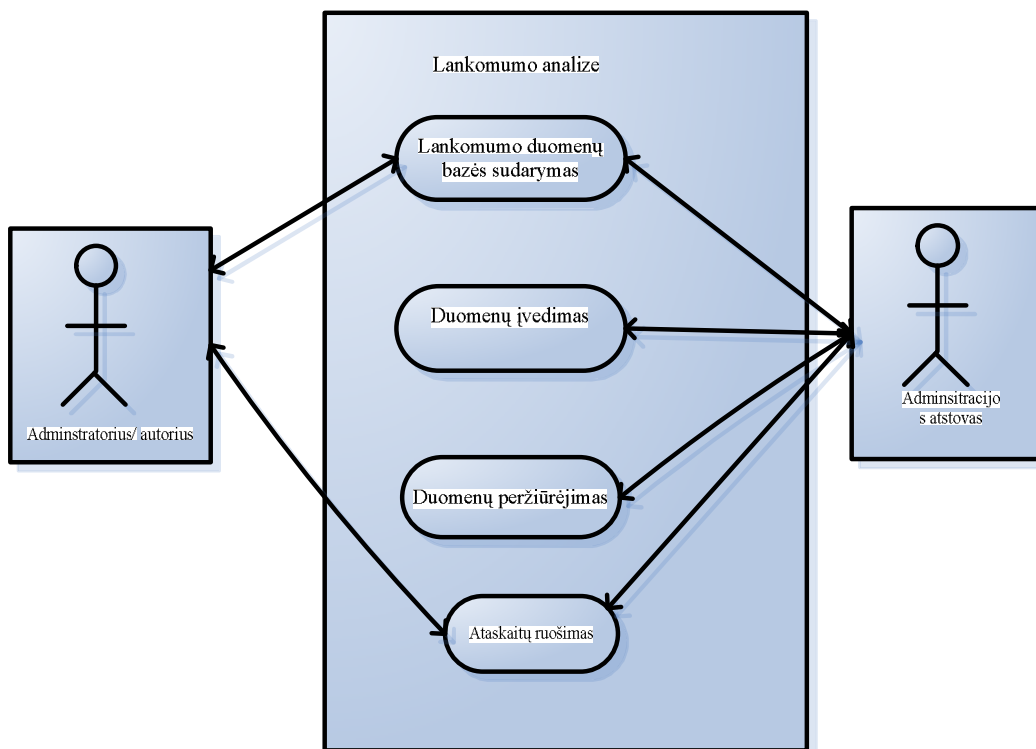 Lankomumo analize
Lankomumo duomenų
bazės sudarymas
Duomenų įvedimas
Adminstratorius/ autorius
Adminsitracijo
s atstovas
Duomenų peržiūrėjimas
Ataskaitų ruošimas